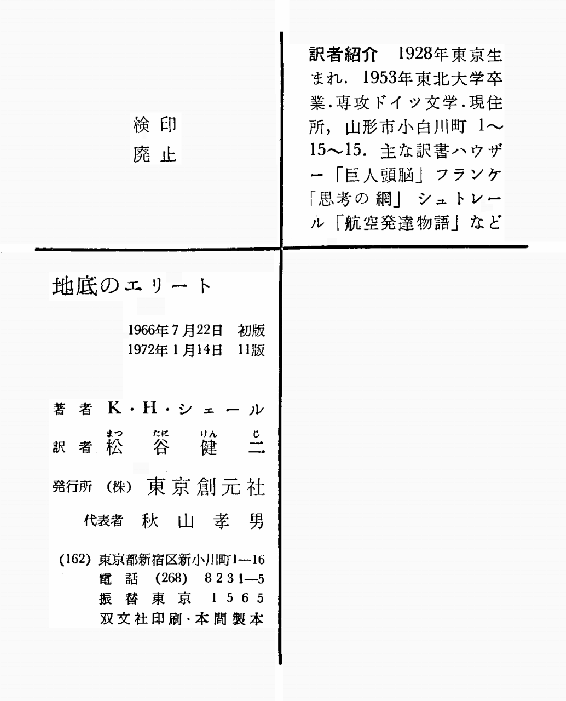 検印
廃止
訳者紹介　1928年東京生
まれ．1953年東北大学卒
業．専攻ドイツ文学．現住
所，山形市小白川町 1〜
15〜15．主な訳書ハウザ
ー「巨人頭脳」フランケ
「思考の網」シュトレー
ル「航空発達物語」など
地底のエリート
1966年7月22日　初版
1972年1月14日　11版
著者　K・H・シェール
まつ たに けん じ
訳者　松谷健二
発行所　(株)　東京創元社
代表者　秋山孝男
(162) 東京都新宿区新小川町1—16
電話　(268)　8231—5
振替東京　1565
双文社印刷・本間製本